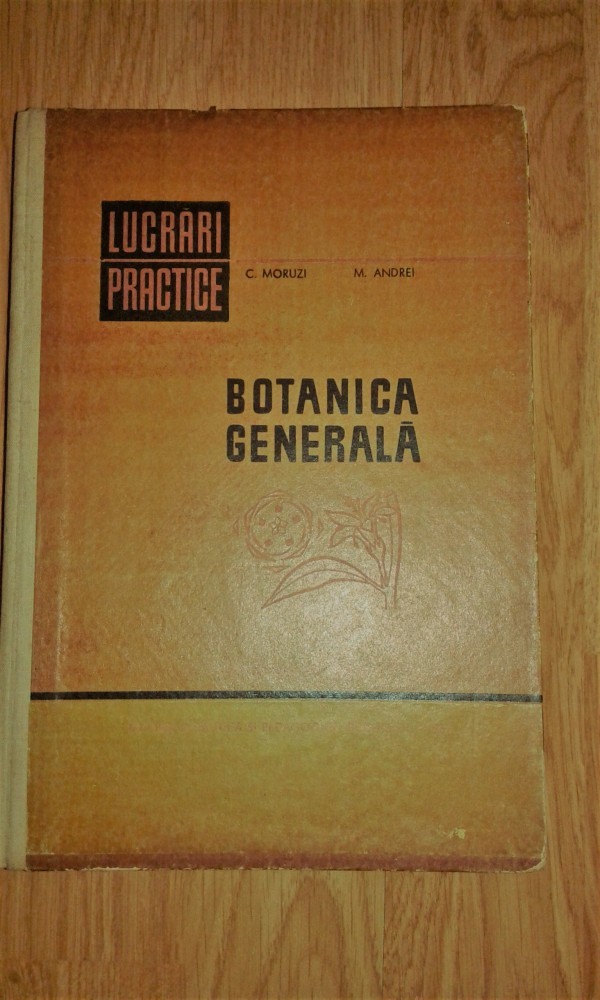 LUCRĂRI
PRACTICE
C. MORUZI M. ANDREI
BOTANICA
GENERALĂ